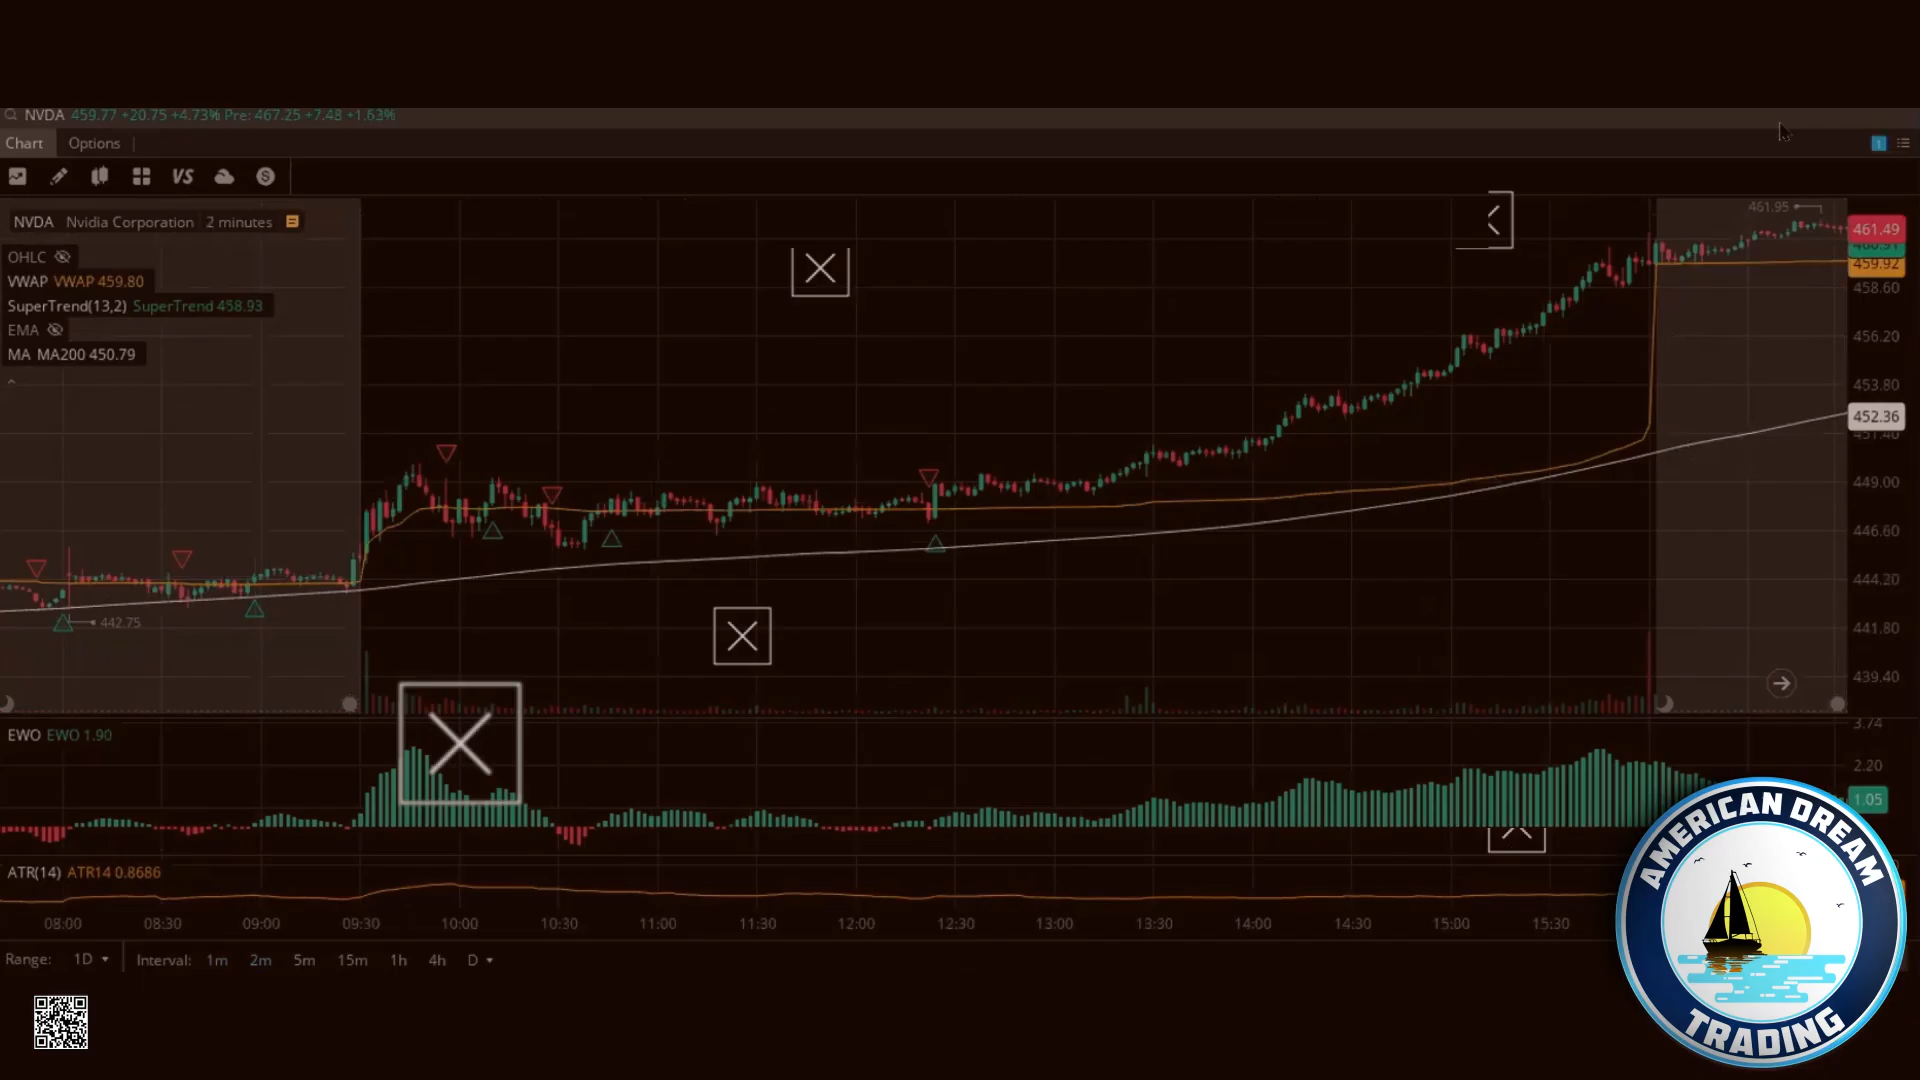 NVDA 459.77 +20.75 +4.73% Pre: 467.25 +7.48 +1.63%
Chart Options
VS S
NVDA Nvidia Corporation 2 minutes
OHLC
VWAP VWAP 459.80
SuperTrend(13,2) SuperTrend 458.93
EMA
MA MA200 450.79
442.75
461.95
461.49
459.92
458.60
456.20
453.80
452.36
451.40
449.00
446.60
444.20
441.80
439.40
EWO EWO 1.90
3.74
2.20
1.05
ATR(14) ATR14 0.8686
08:00 08:30 09:00 09:30 10:00 10:30 11:00 11:30 12:00 12:30 13:00 13:30 14:00 14:30 15:00 15:30
Range: 1D Interval: 1m 2m 5m 15m 1h 4h D
AMERICAN DREAM
TRADING